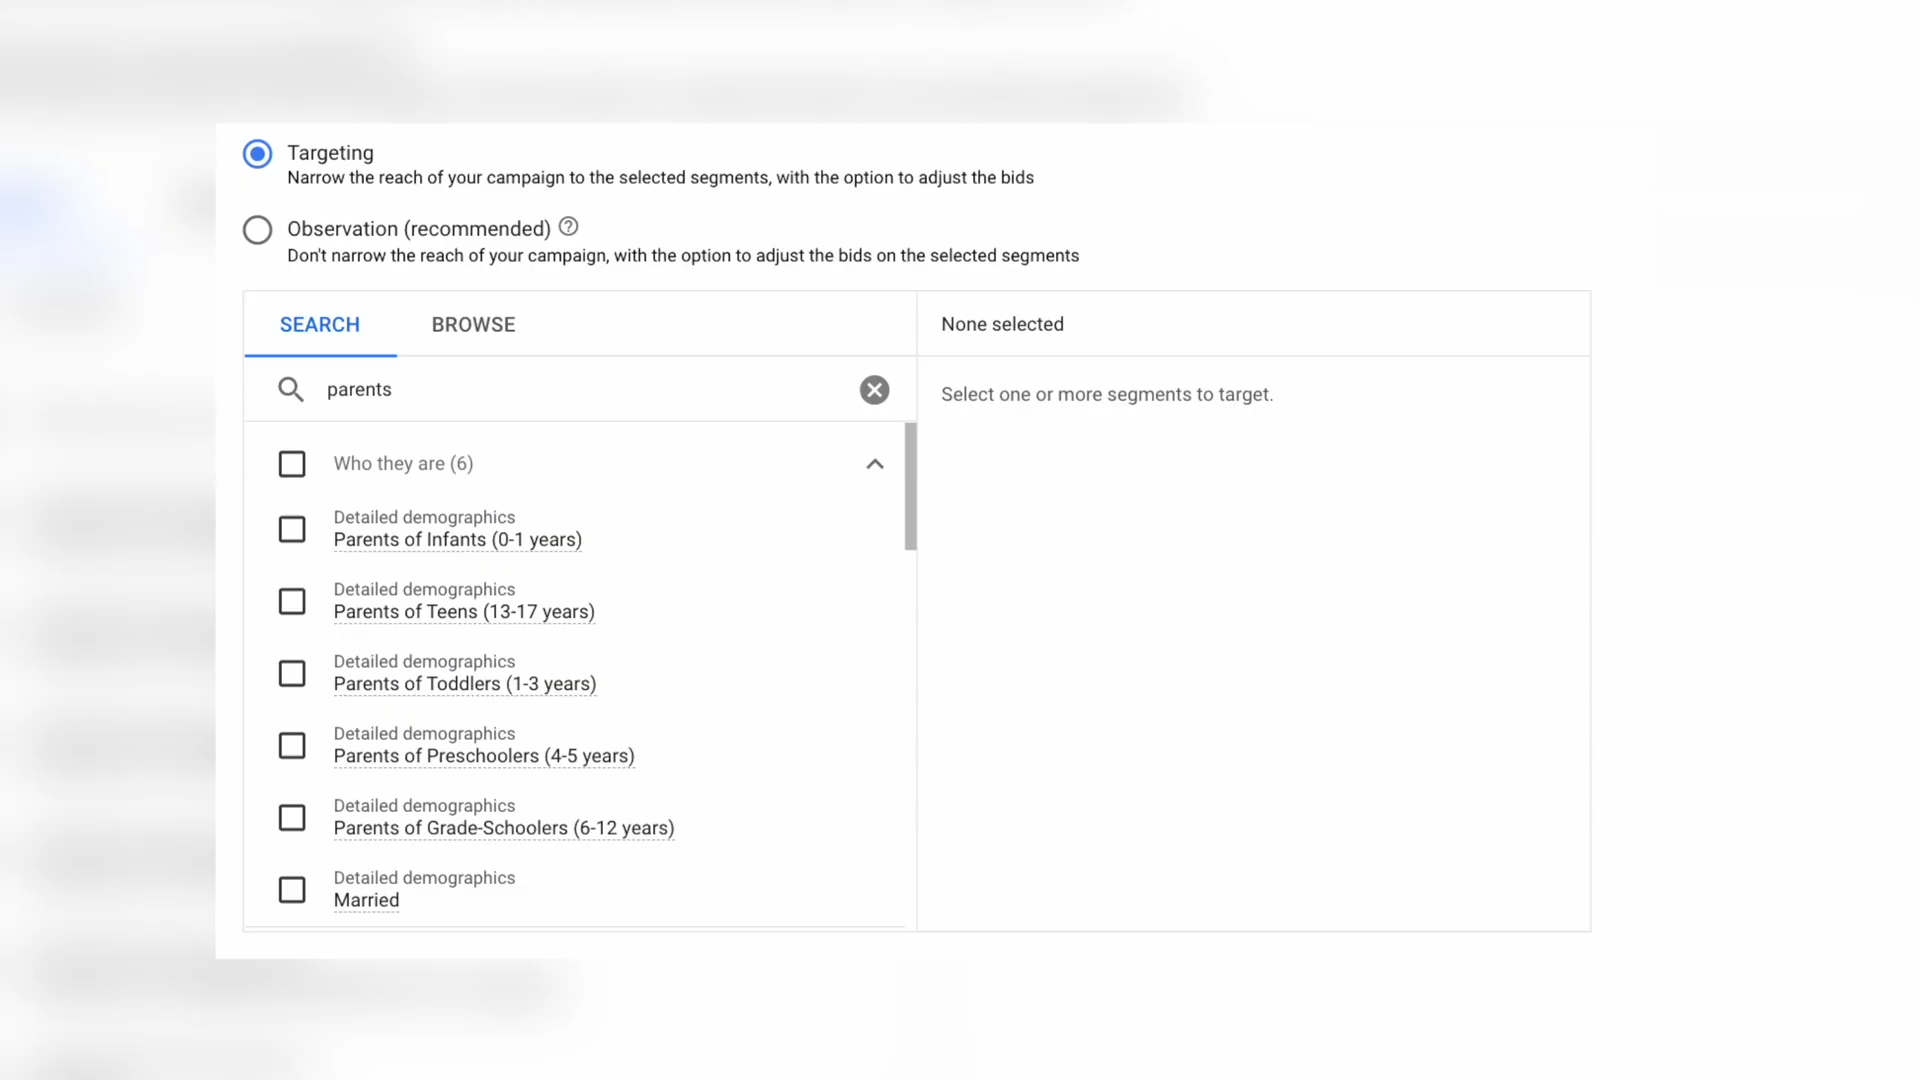 Targeting
Narrow the reach of your campaign to the selected segments, with the option to adjust the bids
Observation (recommended)
Don't narrow the reach of your campaign, with the option to adjust the bids on the selected segments
SEARCH
BROWSE
None selected
parents
Select one or more segments to target.
Who they are (6)
Detailed demographics
Parents of Infants (0-1 years)
Detailed demographics
Parents of Teens (13-17 years)
Detailed demographics
Parents of Toddlers (1-3 years)
Detailed demographics
Parents of Preschoolers (4-5 years)
Detailed demographics
Parents of Grade-Schoolers (6-12 years)
Detailed demographics
Married